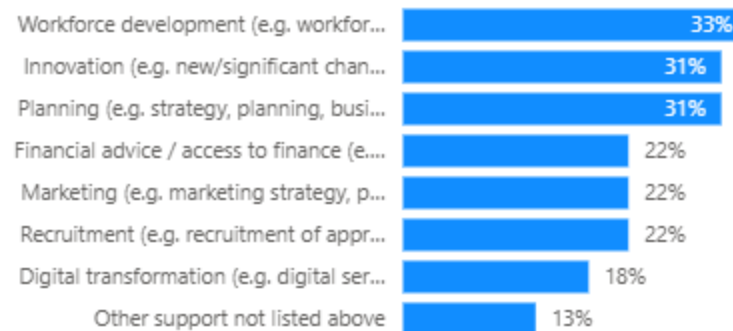 Workforce development (e.g. workfor... 33%
Innovation (e.g. new/significant chan... 31%
Planning (e.g. strategy, planning, busi... 31%
Financial advice / access to finance (e.... 22%
Marketing (e.g. marketing strategy, p... 22%
Recruitment (e.g. recruitment of appr... 22%
Digital transformation (e.g. digital ser... 18%
Other support not listed above 13%